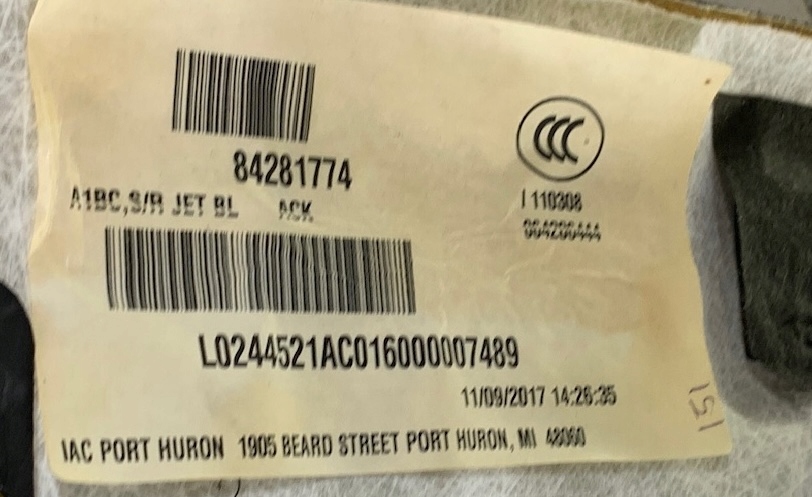 CCC
84281774
A1BC,S/R JET BL ACK
I 110308
L0244521AC016000007489
11/09/2017 14:26:35
151
IAC PORT HURON 1905 BEARD STREET PORT HURON, MI 48060